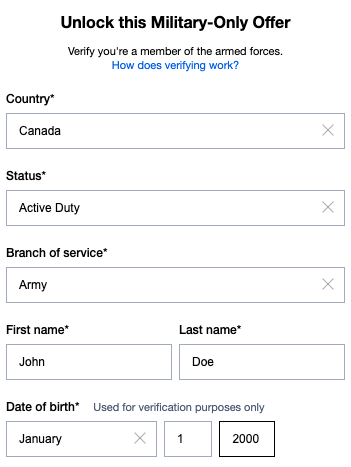 Unlock this Military-Only Offer
Verify you're a member of the armed forces.
How does verifying work?
Country*
Canada
Status*
Active Duty
Branch of service*
Army
First name* Last name*
John Doe
Date of birth* Used for verification purposes only
January 1 2000